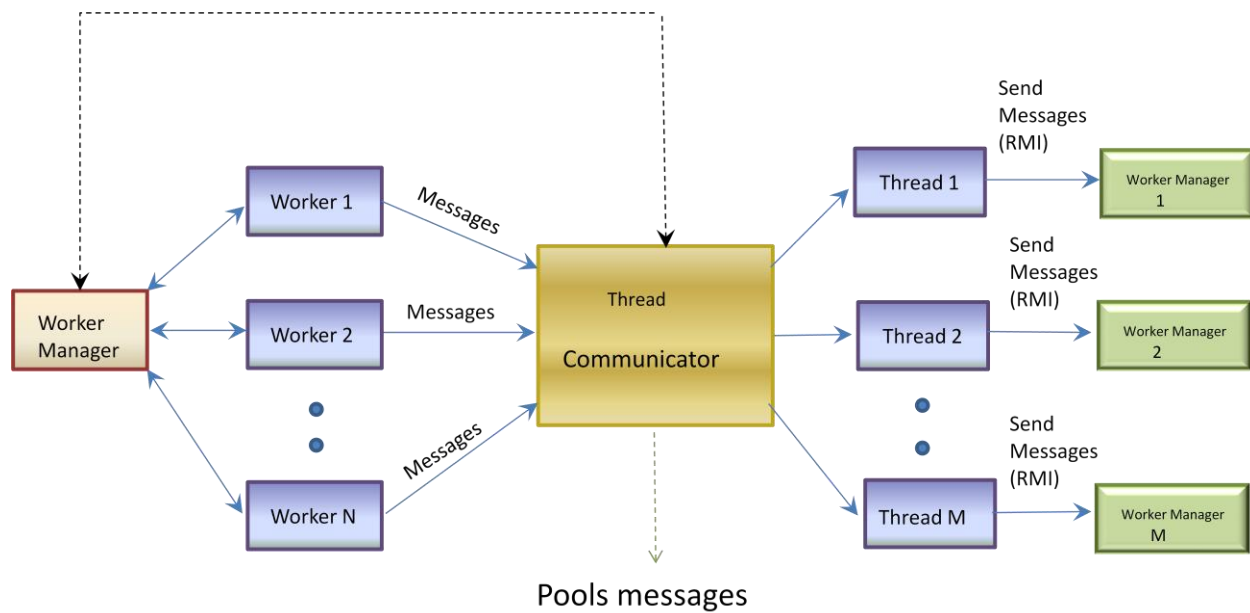 Worker
Manager
Worker 1
Worker 2
Worker N
Messages
Messages
Messages
Thread
Communicator
Pools messages
Thread 1
Thread 2
Thread M
Send
Messages
(RMI)
Send
Messages
(RMI)
Send
Messages
(RMI)
Worker Manager
1
Worker Manager
2
Worker Manager
M